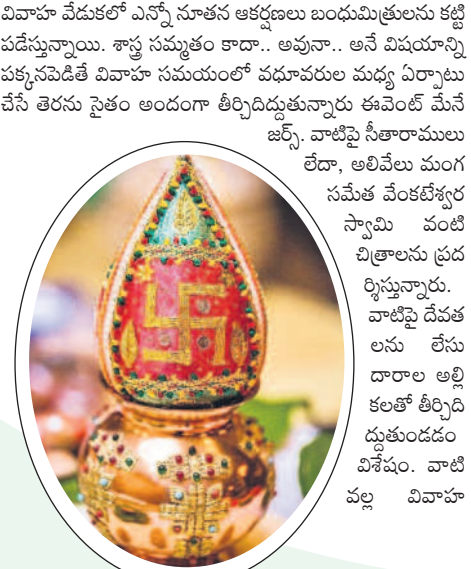 వివాహ వేడుకలో ఎన్నో నూతన ఆకర్షణలు బంధుమిత్రులను కట్టి
పడేస్తున్నాయి. శాస్త్ర సమ్మతం కాదా.. అవునా.. అనే విషయాన్ని
పక్కనపెడితే వివాహ సమయంలో వధూవరుల మధ్య ఏర్పాటు
చేసే తెరను సైతం అందంగా తీర్చిదిద్దుతున్నారు ఈవెంట్ మేనే
జర్స్. వాటిపై సీతారాములు
లేదా, అలివేలు మంగ
సమేత వేంకటేశ్వర
స్వామి వంటి
చిత్రాలను ప్రద
ర్శిస్తున్నారు.
వాటిపై దేవత
లను లేసు
దారాల అల్లి
కలతో తీర్చిది
ద్దుతుండడం
విశేషం. వాటి
వల్ల వివాహ